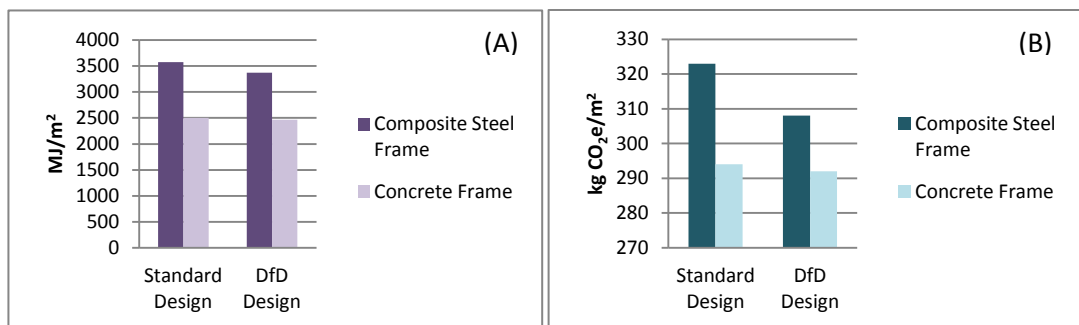 (A)
MJ/m²
4000
3500
3000
2500
2000
1500
1000
500
0
Standard
Design
DfD
Design
Composite Steel
Frame
Concrete Frame
(B)
kg CO₂e/m²
330
320
310
300
290
280
270
Standard
Design
DfD
Design
Composite Steel
Frame
Concrete Frame